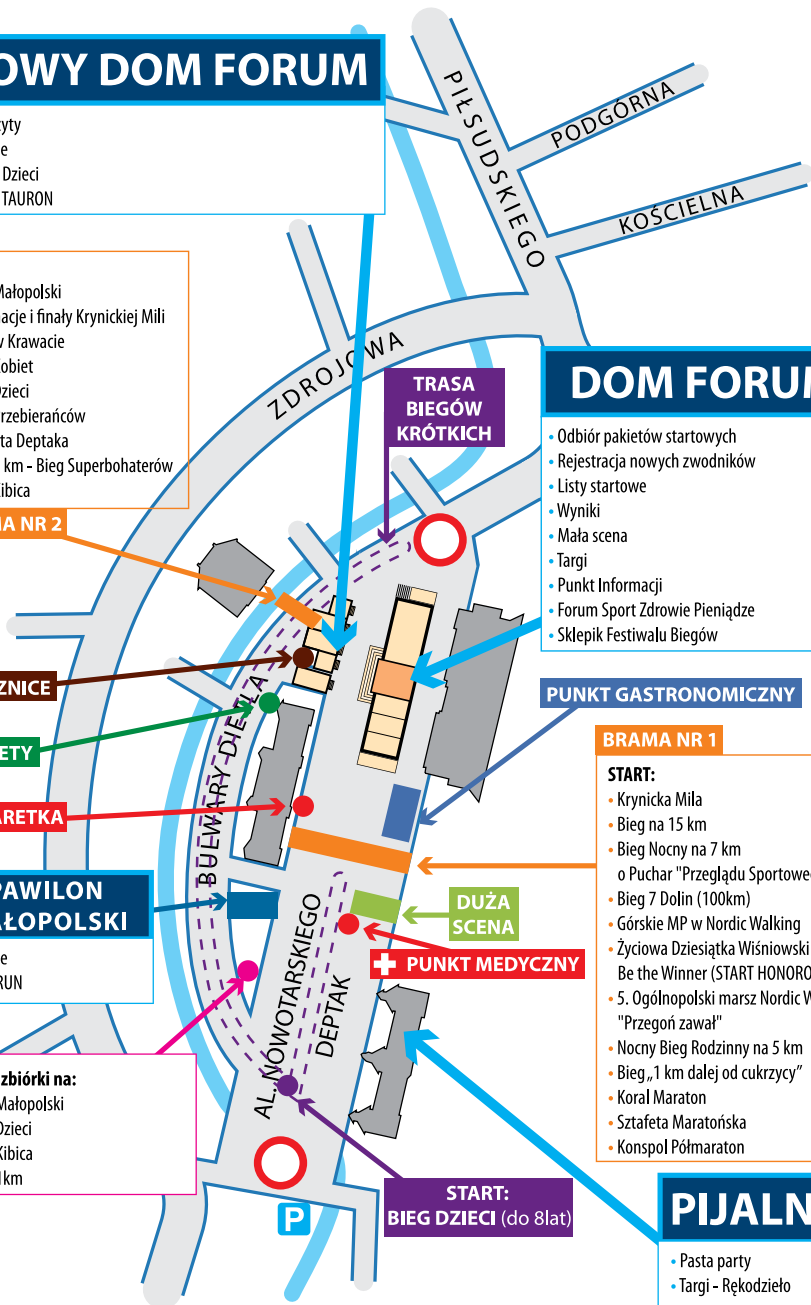 OWY DOM FORUM
yty
e
Dzieci
TAURON
Małopolski
nacje i finały Krynickiej Mili
w Krawacie
Kobiet
Dzieci
rzebierańców
ta Deptaka
km - Bieg Superbohaterów
Kibica
MA NR 2
ZNICE
ETY
ARETKA
PAWILON
AŁOPOLSKI
e
RUN
zbiórki na:
Małopolski
Dzieci
Kibica
1km
PIŁSUDSKIEGO
PODGÓRNA
KOŚCIELNA
ZDROJOWA
TRASA
BIEGÓW
KRÓTKICH
BULWARY DIETLA
AL. NOWOTARSKIEGO
DEPTAK
DOM FORUM
• Odbiór pakietów startowych
• Rejestracja nowych zwodników
• Listy startowe
• Wyniki
• Mała scena
• Targi
• Punkt Informacji
• Forum Sport Zdrowie Pieniądze
• Sklepik Festiwalu Biegów
PUNKT GASTRONOMICZNY
BRAMA NR 1
START:
• Krynicka Mila
• Bieg na 15 km
• Bieg Nocny na 7 km
o Puchar "Przeglądu Sportowe
• Bieg 7 Dolin (100km)
• Górskie MP w Nordic Walking
• Życiowa Dziesiątka Wiśniowski
Be the Winner (START HONORO
• 5. Ogólnopolski marsz Nordic W
"Przegoń zawał"
• Nocny Bieg Rodzinny na 5 km
• Bieg „1 km dalej od cukrzycy”
• Koral Maraton
• Sztafeta Maratońska
• Konspol Półmaraton
DUŻA
SCENA
PUNKT MEDYCZNY
START:
BIEG DZIECI (do 8lat)
P
PIJALN
• Pasta party
• Targi - Rękodzieło